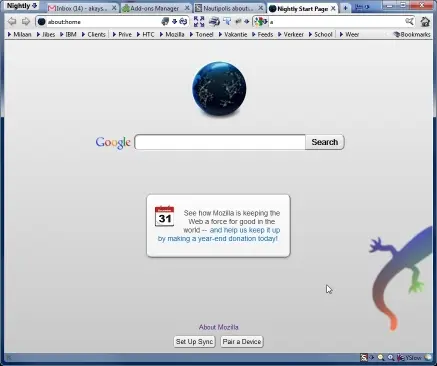 Nightly
Inbox (14) - akays...
Add-ons Manager
Nautipolis about:...
Nightly Start Page
about:home
a
Milaan Jibes IBM Clients Prive HTC Mozilla Toneel Vakantie Feeds Verkeer School Weer Bookmarks
Google Search
31
See how Mozilla is keeping the
Web a force for good in the
world -- and help us keep it up
by making a year-end donation today!
About Mozilla
Set Up Sync Pair a Device
YSlow